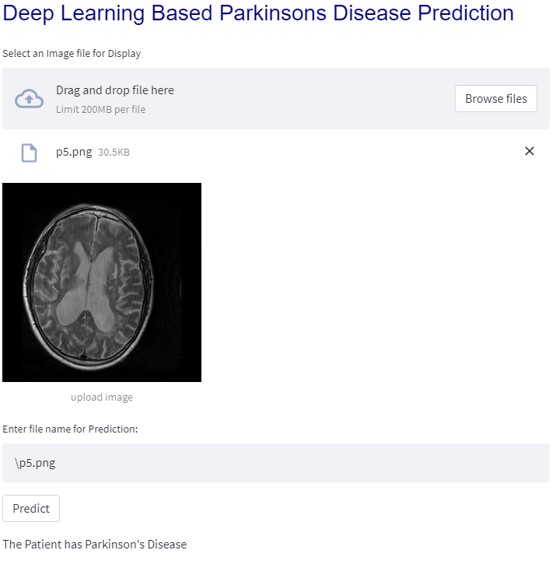 Deep Learning Based Parkinsons Disease Prediction
Select an Image file for Display
Drag and drop file here
Limit 200MB per file
Browse files
p5.png 30.5KB
upload image
Enter file name for Prediction:
\p5.png
Predict
The Patient has Parkinson's Disease